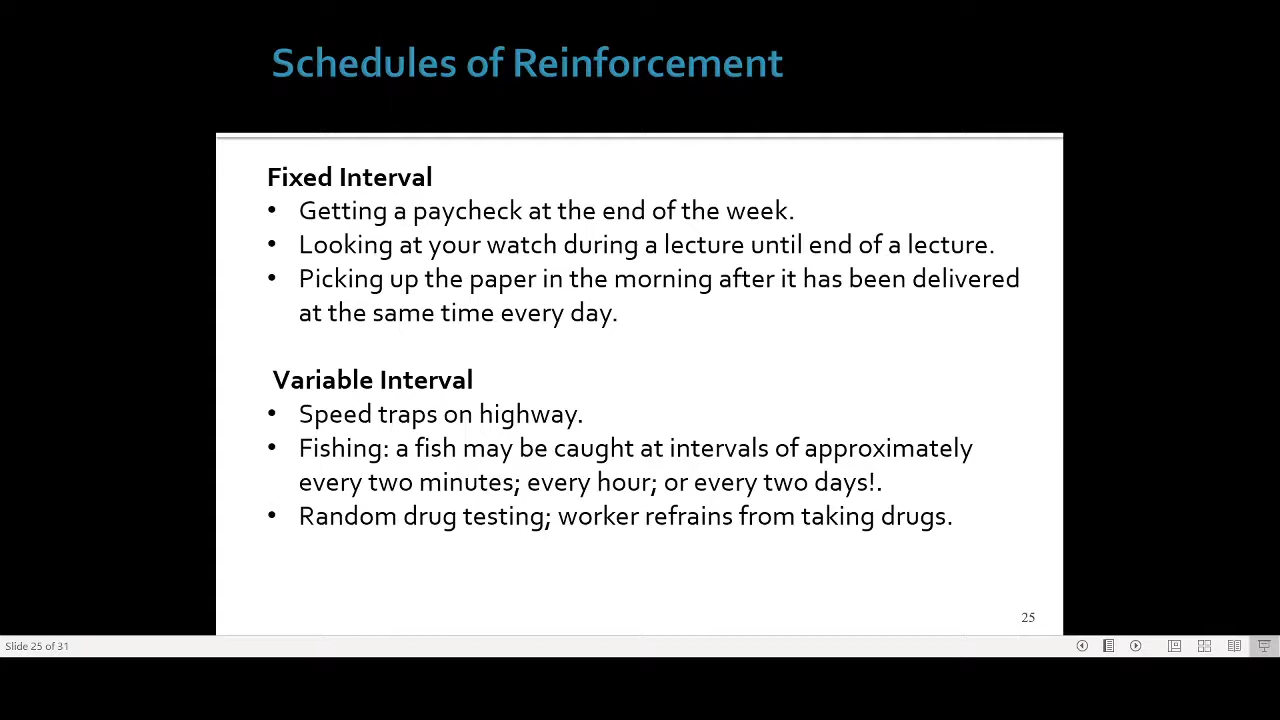 Schedules of Reinforcement
Fixed Interval
• Getting a paycheck at the end of the week.
• Looking at your watch during a lecture until end of a lecture.
• Picking up the paper in the morning after it has been delivered
at the same time every day.
Variable Interval
• Speed traps on highway.
• Fishing: a fish may be caught at intervals of approximately
every two minutes; every hour; or every two days!.
• Random drug testing; worker refrains from taking drugs.
25
Slide 25 of 31